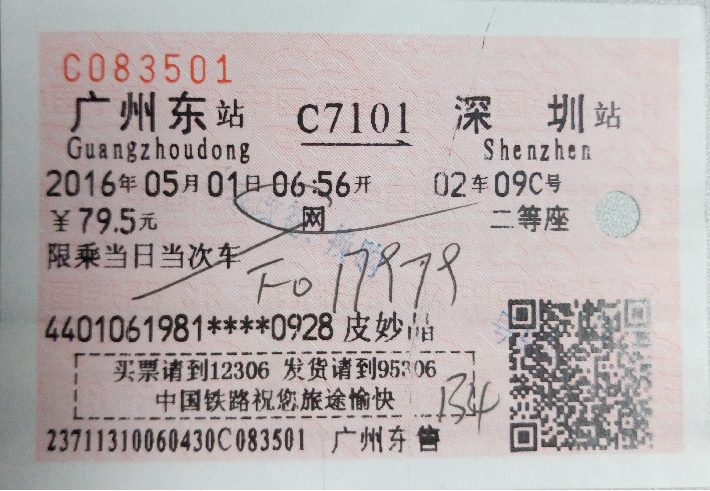 C083501
广州东站 C7101 深圳站
Guangzhoudong Shenzhen
2016年05月01日06:56开 02车09C号
￥79.5元 网 二等座
限乘当日当次车
4401061981****0928 皮妙晶
买票请到12306 发货请到95306
中国铁路祝您旅途愉快
134
23711310060430C083501 广州东售